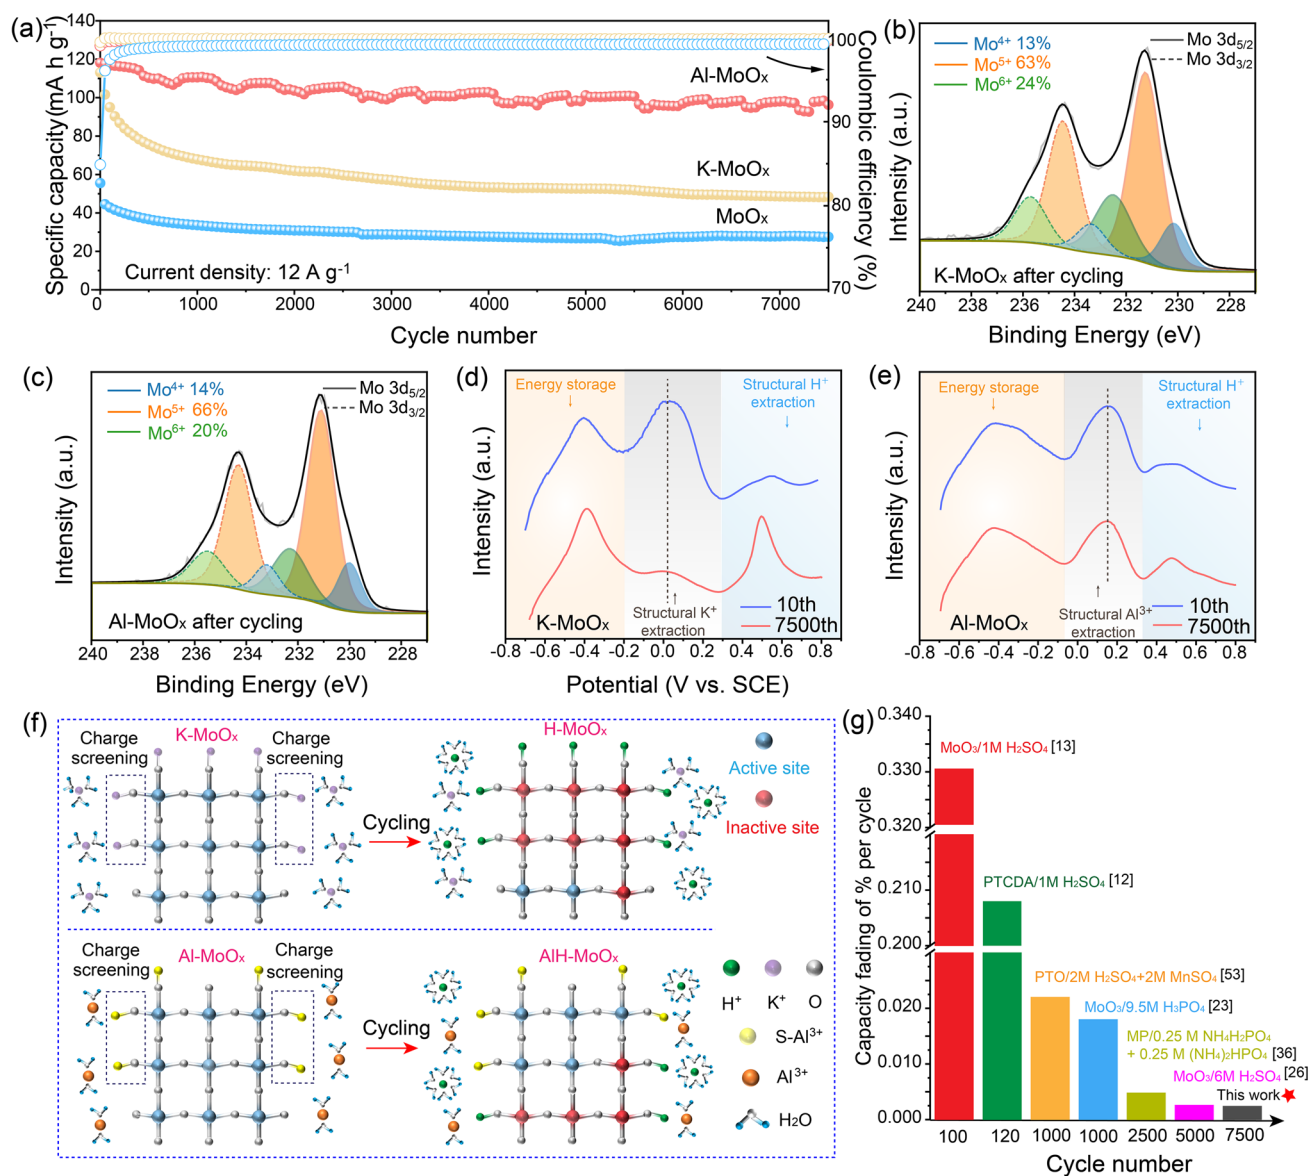 (a)
140
120
100
80
60
40
20
0
Specific capacity(mA h g⁻¹)
0
1000
2000
3000
4000
5000
6000
7000
Cycle number
100
90
80
70
Coulombic efficiency (%)
Al-MoOₓ
K-MoOₓ
MoOₓ
Current density: 12 A g⁻¹
(b)
Mo⁴⁺ 13%
Mo⁵⁺ 63%
Mo⁶⁺ 24%
Mo 3d₅/₂
Mo 3d₃/₂
Intensity (a.u.)
K-MoOₓ after cycling
240
238
236
234
232
230
228
Binding Energy (eV)
(c)
Mo⁴⁺ 14%
Mo⁵⁺ 66%
Mo⁶⁺ 20%
Mo 3d₅/₂
Mo 3d₃/₂
Intensity (a.u.)
Al-MoOₓ after cycling
240
238
236
234
232
230
228
Binding Energy (eV)
(d)
Energy storage
Structural H⁺
extraction
Intensity (a.u.)
Structural K⁺
extraction
K-MoOₓ
10th
7500th
-0.8 -0.6 -0.4 -0.2 0.0 0.2 0.4 0.6 0.8
Potential (V vs. SCE)
(e)
Energy storage
Structural H⁺
extraction
Intensity (a.u.)
Structural Al³⁺
extraction
Al-MoOₓ
10th
7500th
-0.8 -0.6 -0.4 -0.2 0.0 0.2 0.4 0.6 0.8
(f)
Charge
screening
K-MoOₓ
Charge
screening
Cycling
H-MoOₓ
Active site
Inactive site
Charge
screening
Al-MoOₓ
Charge
screening
Cycling
AlH-MoOₓ
H⁺
K⁺
O
S-Al³⁺
Al³⁺
H₂O
(g)
0.340
0.330
0.320
0.210
0.200
0.020
0.010
0.000
Capacity fading of % per cycle
MoO₃/1M H₂SO₄ [13]
PTCDA/1M H₂SO₄ [12]
PTO/2M H₂SO₄+2M MnSO₄ [53]
MoO₃/9.5M H₃PO₄ [23]
MP/0.25 M NH₄H₂PO₄
+ 0.25 M (NH₄)₂HPO₄ [36]
MoO₃/6M H₂SO₄ [26]
This work
100
120
1000
1000
2500
5000
7500
Cycle number